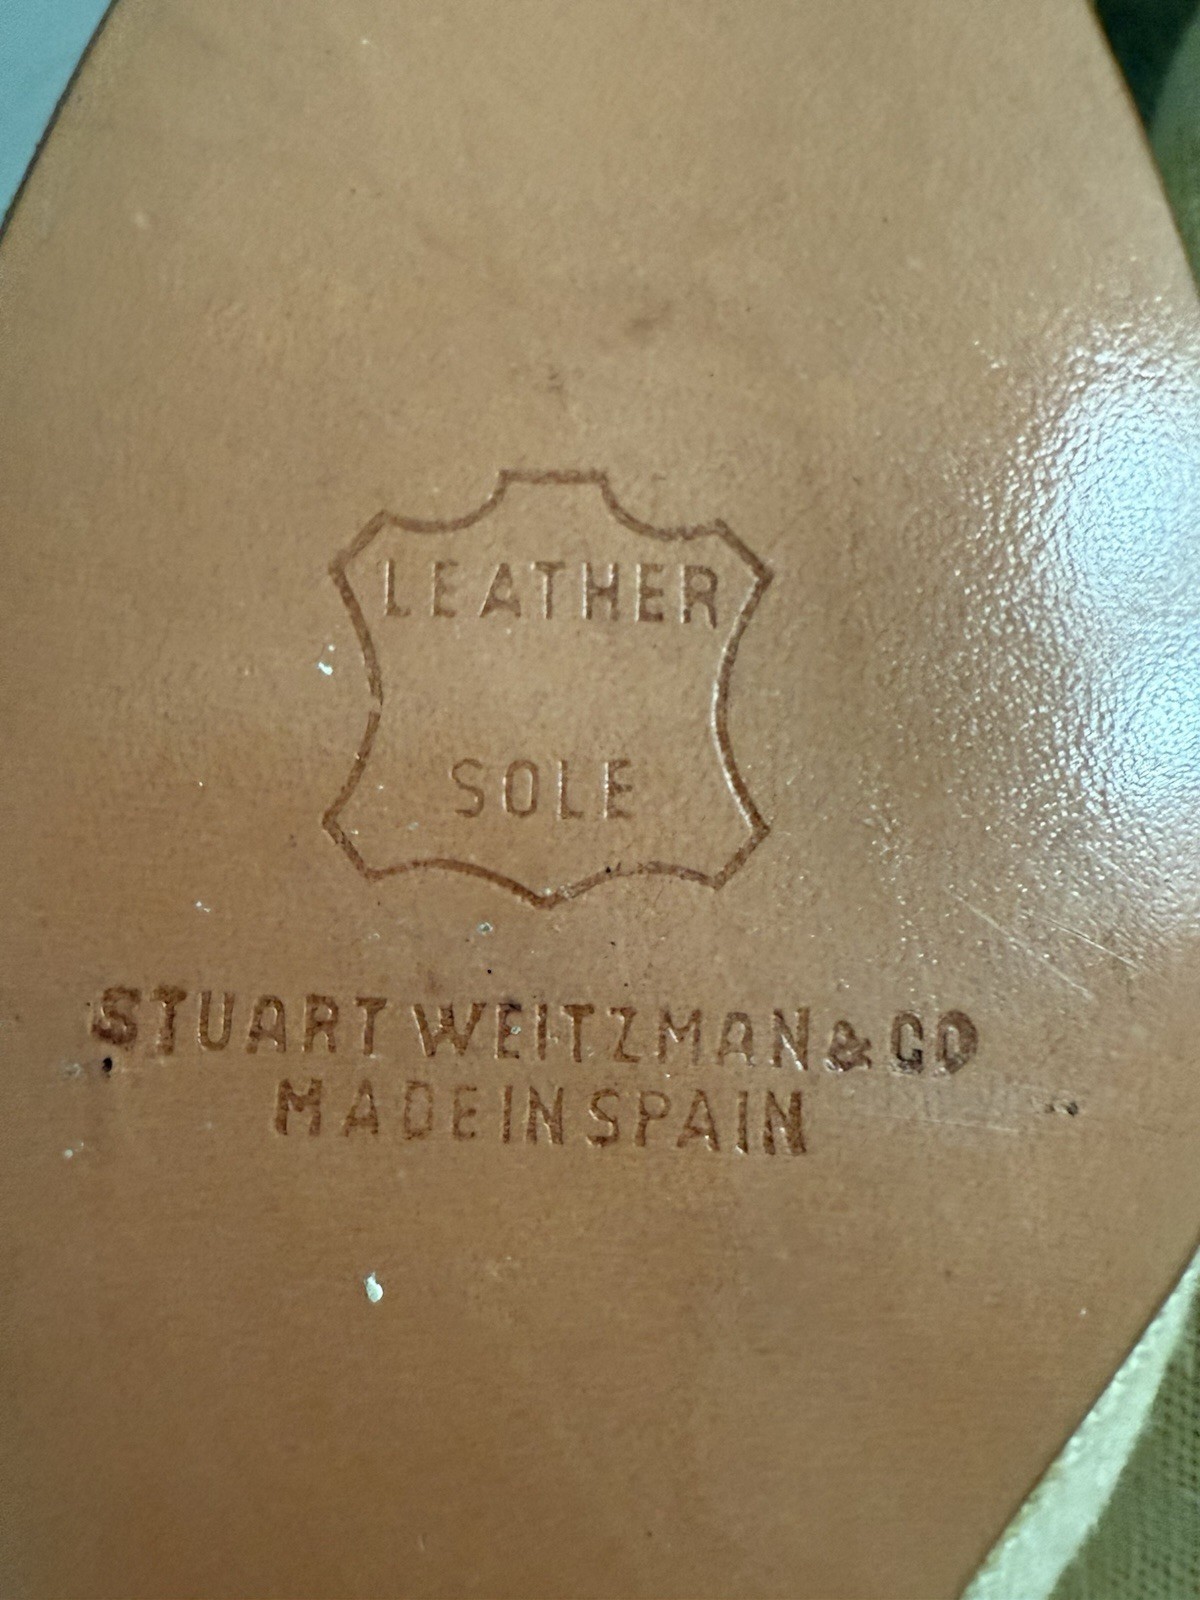 LEATHER
SOLE
STUART WEITZMAN & CO
MADE IN SPAIN